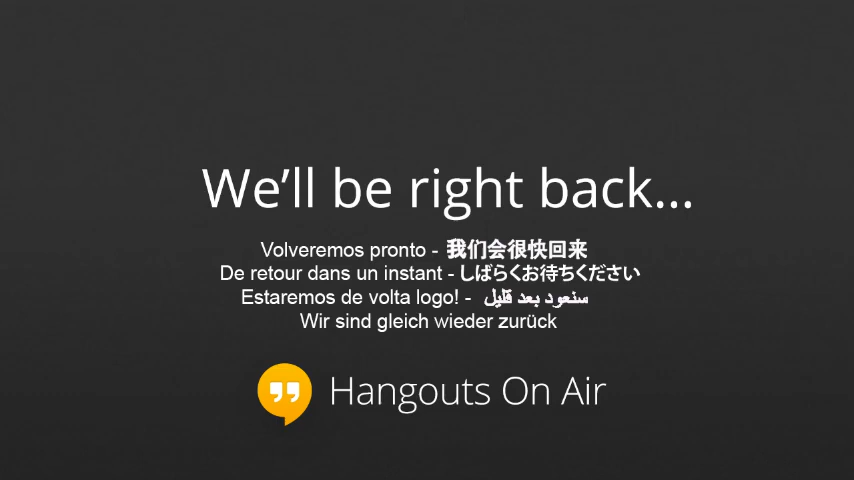 We'll be right back...
Volveremos pronto - 我们会很快回来
De retour dans un instant - しばらくお待ちください
Estaremos de volta logo! - سنعود بعد قليل
Wir sind gleich wieder zurück
Hangouts On Air